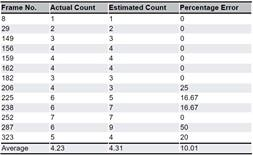 Frame No. Actual Count Estimated Count Percentage Error
8 1 1 0
29 2 2 0
149 3 3 0
156 4 4 0
159 4 4 0
162 4 4 0
182 3 3 0
206 4 3 25
225 6 5 16.67
238 6 7 16.67
252 7 7 0
287 6 9 50
323 5 4 20
Average 4.23 4.31 10.01